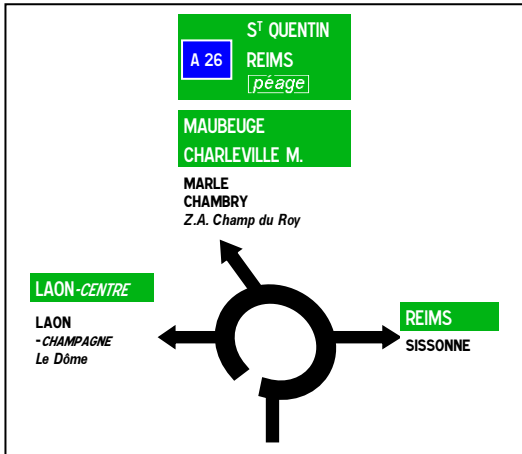 A 26
Sᵀ QUENTIN
REIMS
péage
MAUBEUGE
CHARLEVILLE M.
MARLE
CHAMBRY
Z.A. Champ du Roy
LAON-CENTRE
LAON
-CHAMPAGNE
Le Dôme
REIMS
SISSONNE